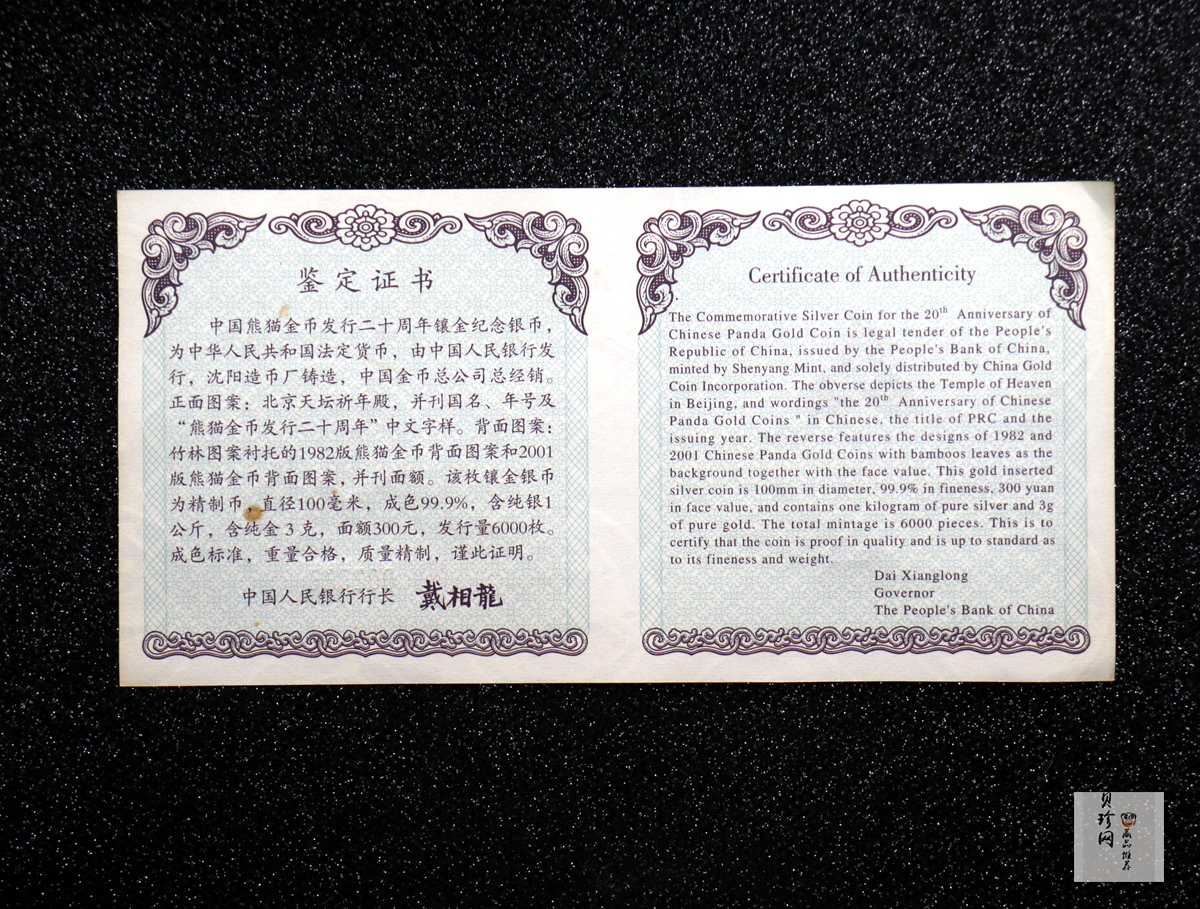 鉴定证书
中国熊猫金币发行二十周年镶金纪念银币，
为中华人民共和国法定货币，由中国人民银行发
行，沈阳造币厂铸造，中国金币总公司总经销。
正面图案：北京天坛祈年殿，并刊国名、年号及
“熊猫金币发行二十周年”中文字样。背面图案：
竹林图案衬托的1982版熊猫金币背面图案和2001
版熊猫金币背面图案，并刊面额。该枚镶金银币
为精制币，直径100毫米，成色99.9%，含纯银1
公斤，含纯金3克，面额300元，发行量6000枚。
成色标准，重量合格，质量精制，谨此证明。
中国人民银行行长 戴相龍
Certificate of Authenticity
The Commemorative Silver Coin for the 20th Anniversary of
Chinese Panda Gold Coin is legal tender of the People's
Republic of China, issued by the People's Bank of China,
minted by Shenyang Mint, and solely distributed by China Gold
Coin Incorporation. The obverse depicts the Temple of Heaven
in Beijing, and wordings "the 20th Anniversary of Chinese
Panda Gold Coins " in Chinese, the title of PRC and the
issuing year. The reverse features the designs of 1982 and
2001 Chinese Panda Gold Coins with bamboos leaves as the
background together with the face value. This gold inserted
silver coin is 100mm in diameter, 99.9% in fineness, 300 yuan
in face value, and contains one kilogram of pure silver and 3g
of pure gold. The total mintage is 6000 pieces. This is to
certify that the coin is proof in quality and is up to standard as
to its fineness and weight.
Dai Xianglong
Governor
The People's Bank of China
贝珍网
藏品推荐